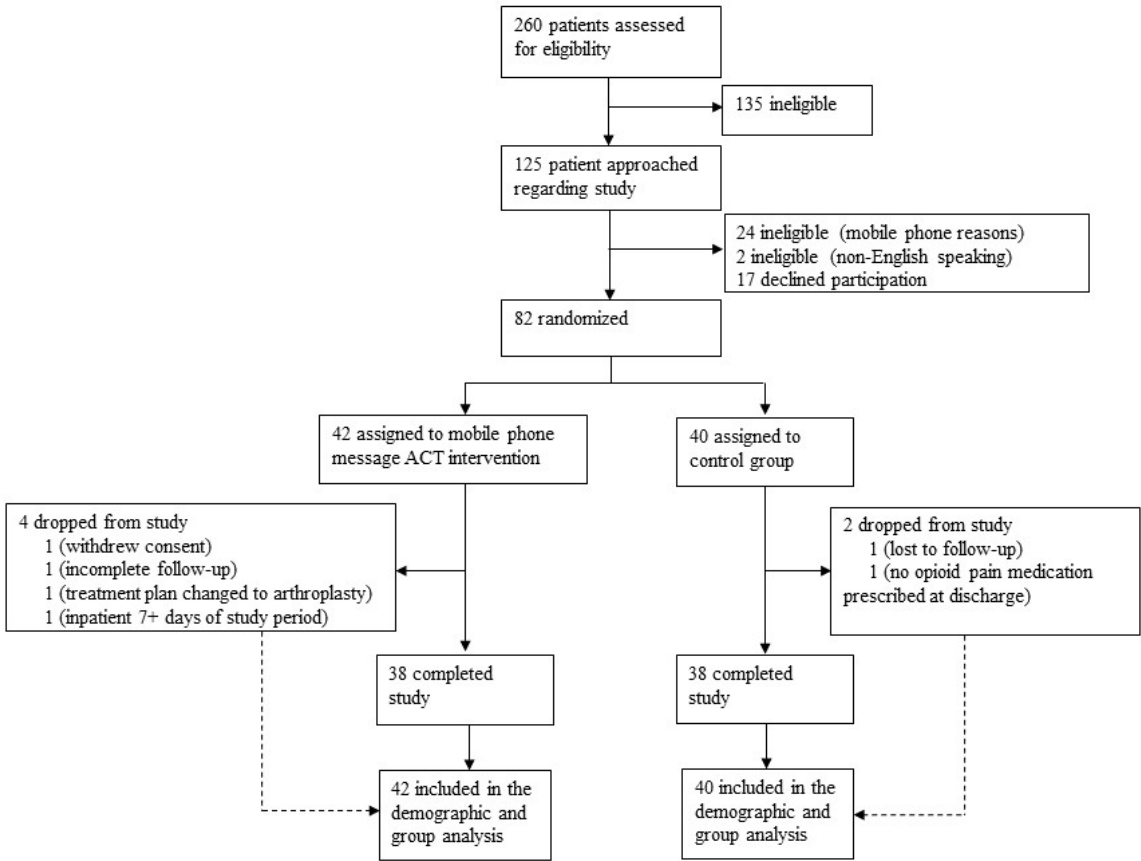 260 patients assessed
for eligibility
135 ineligible
125 patient approached
regarding study
24 ineligible (mobile phone reasons)
2 ineligible (non-English speaking)
17 declined participation
82 randomized
42 assigned to mobile phone
message ACT intervention
40 assigned to
control group
4 dropped from study
1 (withdrew consent)
1 (incomplete follow-up)
1 (treatment plan changed to arthroplasty)
1 (inpatient 7+ days of study period)
2 dropped from study
1 (lost to follow-up)
1 (no opioid pain medication
prescribed at discharge)
38 completed
study
38 completed
study
42 included in the
demographic and
group analysis
40 included in the
demographic and
group analysis